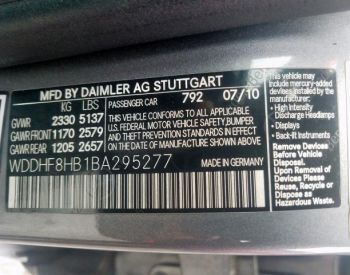 MFG BY DAIMLER AG STUTTGART
KG LBS
GVWR 2330 5137
GAWR FRONT 1170 2579
GAWR REAR 1205 2657
PASSENGER CAR 792 07/10
THIS VEHICLE CONFORMS TO ALL APPLICABLE
U.S. FEDERAL MOTOR VEHICLE SAFETY, BUMPER
AND THEFT PREVENTION STANDARDS
IN EFFECT ON THE DATE OF
MANUFACTURE SHOWN ABOVE.
WDDHF8HB1BA295277
This vehicle may
include mercury-added
devices installed by
the manufacturer:
• High Intensity
Discharge Headlamps
• Displays
• Back-lit Instruments
Remove Devices
Before Vehicle
Disposal
Upon Removal of
Devices Please
Reuse, Recycle
or Dispose as
Hazardous Waste.